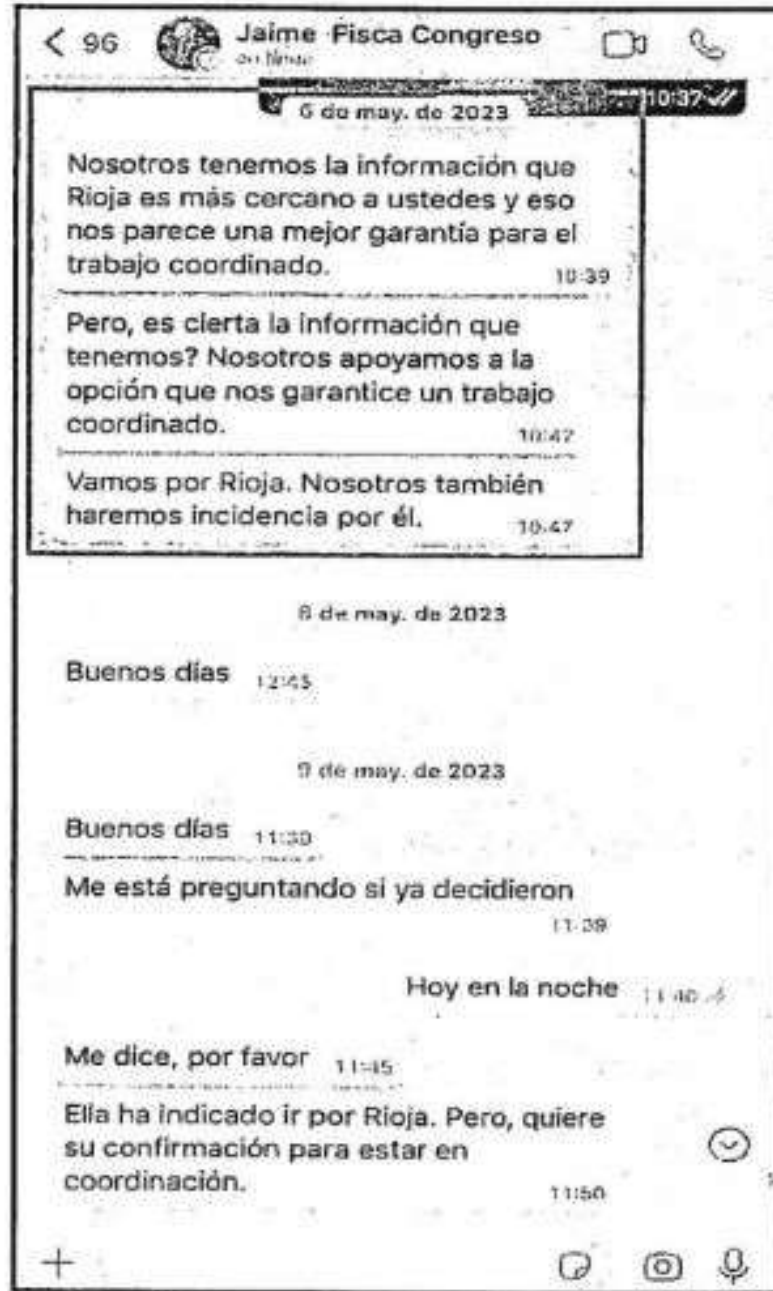 96 Jaime Fisca Congreso
10:37
6 de may. de 2023
Nosotros tenemos la información que
Rioja es más cercano a ustedes y eso
nos parece una mejor garantía para el
trabajo coordinado.
10:39
Pero, es cierta la información que
tenemos? Nosotros apoyamos a la
opción que nos garantice un trabajo
coordinado.
10:47
Vamos por Rioja. Nosotros también
haremos incidencia por él. 10:47
8 de may. de 2023
Buenos días 12:45
9 de may. de 2023
Buenos días 11:39
Me está preguntando si ya decidieron
11:39
Hoy en la noche 11:40
Me dice, por favor 11:45
Ella ha indicado ir por Rioja. Pero, quiere
su confirmación para estar en
coordinación.
11:50